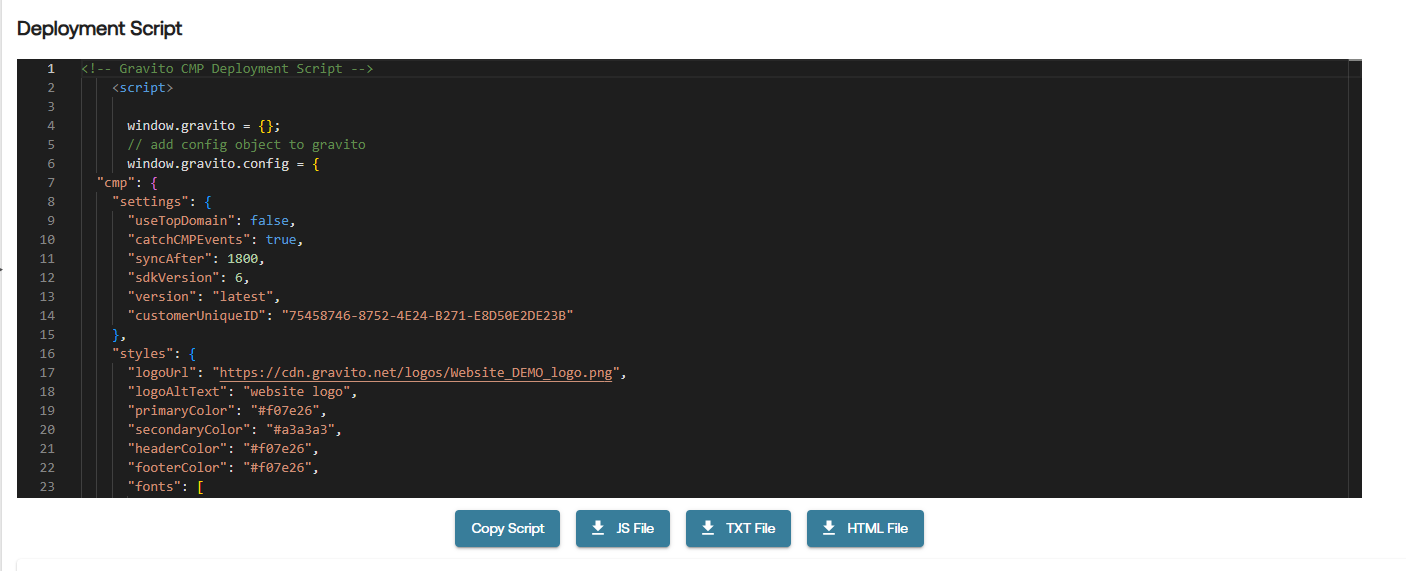 Deployment Script
1 <!-- Gravito CMP Deployment Script -->
2 <script>
3
4 window.gravito = {};
5 // add config object to gravito
6 window.gravito.config = {
7 "cmp": {
8 "settings": {
9 "useTopDomain": false,
10 "catchCMPEvents": true,
11 "syncAfter": 1800,
12 "sdkVersion": 6,
13 "version": "latest",
14 "customerUniqueID": "75458746-8752-4E24-B271-E8D50E2DE23B"
15 },
16 "styles": {
17 "logoUrl": "https://cdn.gravito.net/logos/Website_DEMO_logo.png",
18 "logoAltText": "website logo",
19 "primaryColor": "#f07e26",
20 "secondaryColor": "#a3a3a3",
21 "headerColor": "#f07e26",
22 "footerColor": "#f07e26",
23 "fonts": [
Copy Script JS File TXT File HTML File